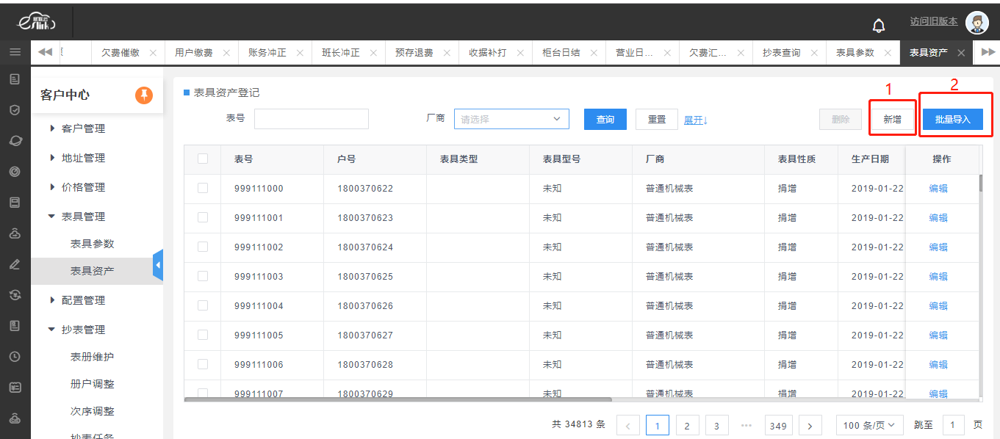 访问旧版本
欠费催缴 用户缴费 账务冲正 班长冲正 预存退费 收据补打 柜台日结 营业日... 欠费汇... 抄表查询 表具参数 表具资产
客户中心
客户管理
地址管理
价格管理
表具管理
表具参数
表具资产
配置管理
抄表管理
表册维护
册户调整
次序调整
抄表任务
表具资产登记
1 2
表号 厂商 请选择 查询 重置 展开↓ 删除 新增 批量导入
表号 户号 表具类型 表具型号 厂商 表具性质 生产日期 操作
999111000 1800370622 未知 普通机械表 捐增 2019-01-22 编辑
999111001 1800370623 未知 普通机械表 捐增 2019-01-22 编辑
999111002 1800370624 未知 普通机械表 捐增 2019-01-22 编辑
999111003 1800370625 未知 普通机械表 捐增 2019-01-22 编辑
999111004 1800370626 未知 普通机械表 捐增 2019-01-22 编辑
999111005 1800370627 未知 普通机械表 捐增 2019-01-22 编辑
999111006 1800370628 未知 普通机械表 捐增 2019-01-22 编辑
999111007 1800370629 未知 普通机械表 捐增 2019-01-22 编辑
共 34813 条 < 1 2 3 ••• 349 > 100 条/页 跳至 1 页